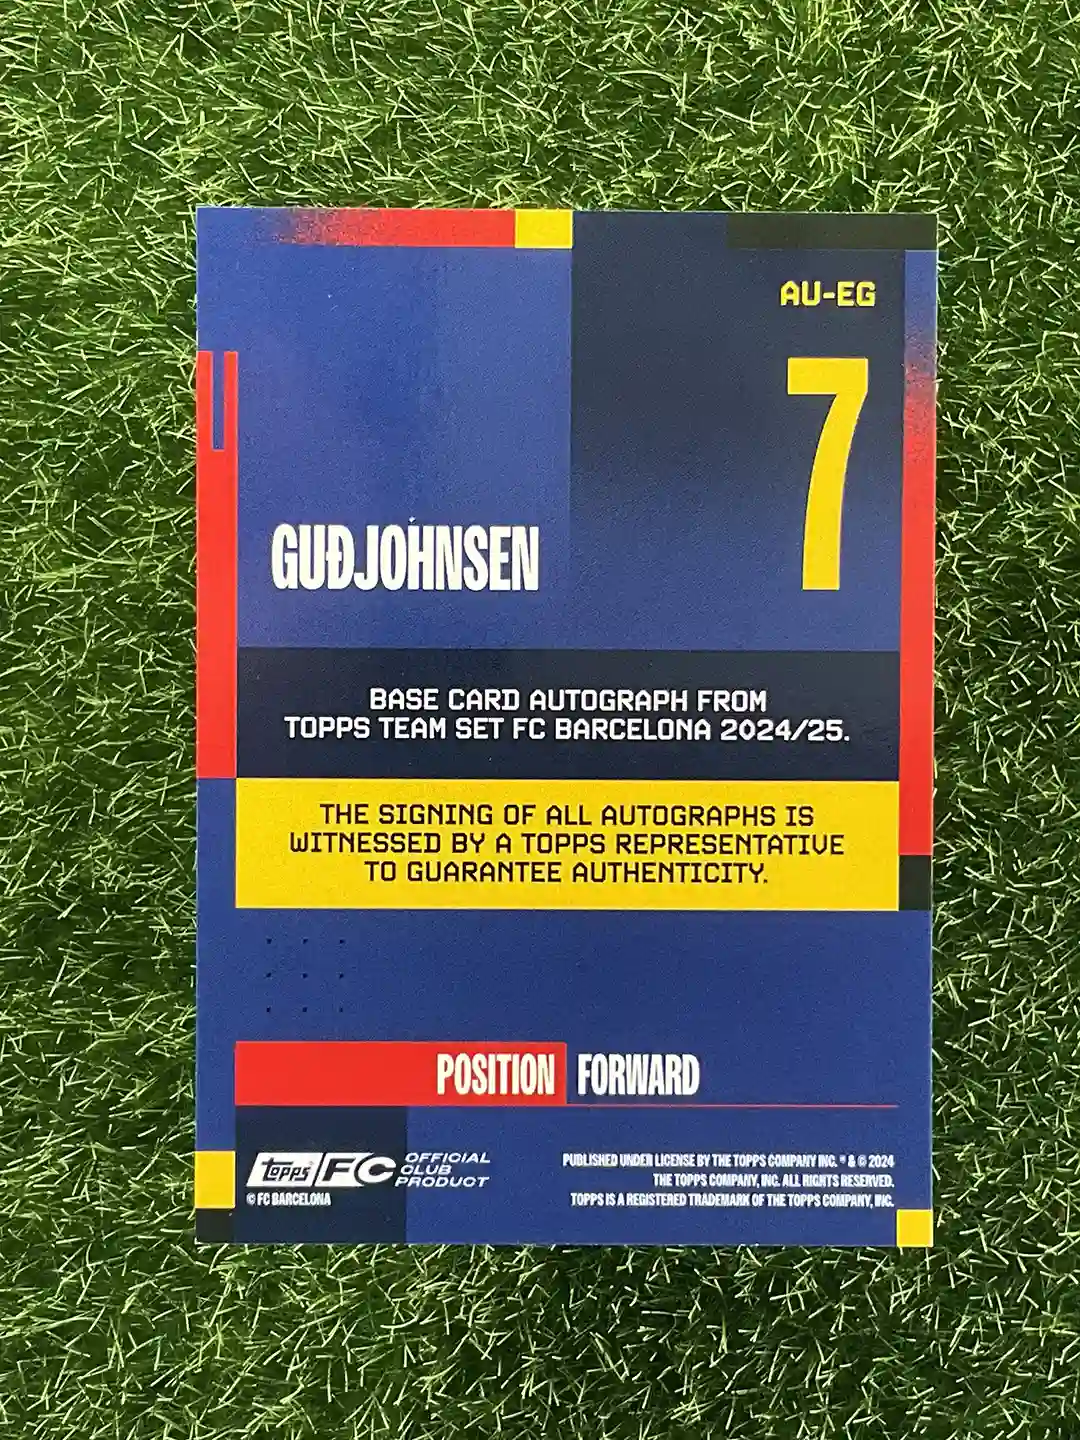 AU-EG
7
GUÐJOHNSEN
BASE CARD AUTOGRAPH FROM
TOPPS TEAM SET FC BARCELONA 2024/25.
THE SIGNING OF ALL AUTOGRAPHS IS
WITNESSED BY A TOPPS REPRESENTATIVE
TO GUARANTEE AUTHENTICITY.
POSITION FORWARD
topps FC OFFICIAL
CLUB
PRODUCT
© FC BARCELONA
PUBLISHED UNDER LICENSE BY THE TOPPS COMPANY INC. ® & © 2024
THE TOPPS COMPANY, INC. ALL RIGHTS RESERVED.
TOPPS IS A REGISTERED TRADEMARK OF THE TOPPS COMPANY, INC.